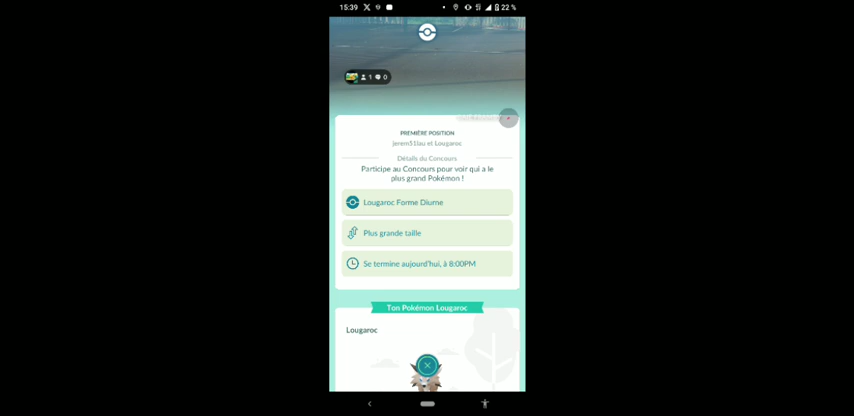 15:39
22 %
1 0
PREMIÈRE POSITION
Jerem51lau et Lougaroc
Détails du Concours
Participe au Concours pour voir qui a le
plus grand Pokémon !
Lougaroc Forme Diurne
Plus grande taille
Se termine aujourd'hui, à 8:00PM
Ton Pokémon Lougaroc
Lougaroc